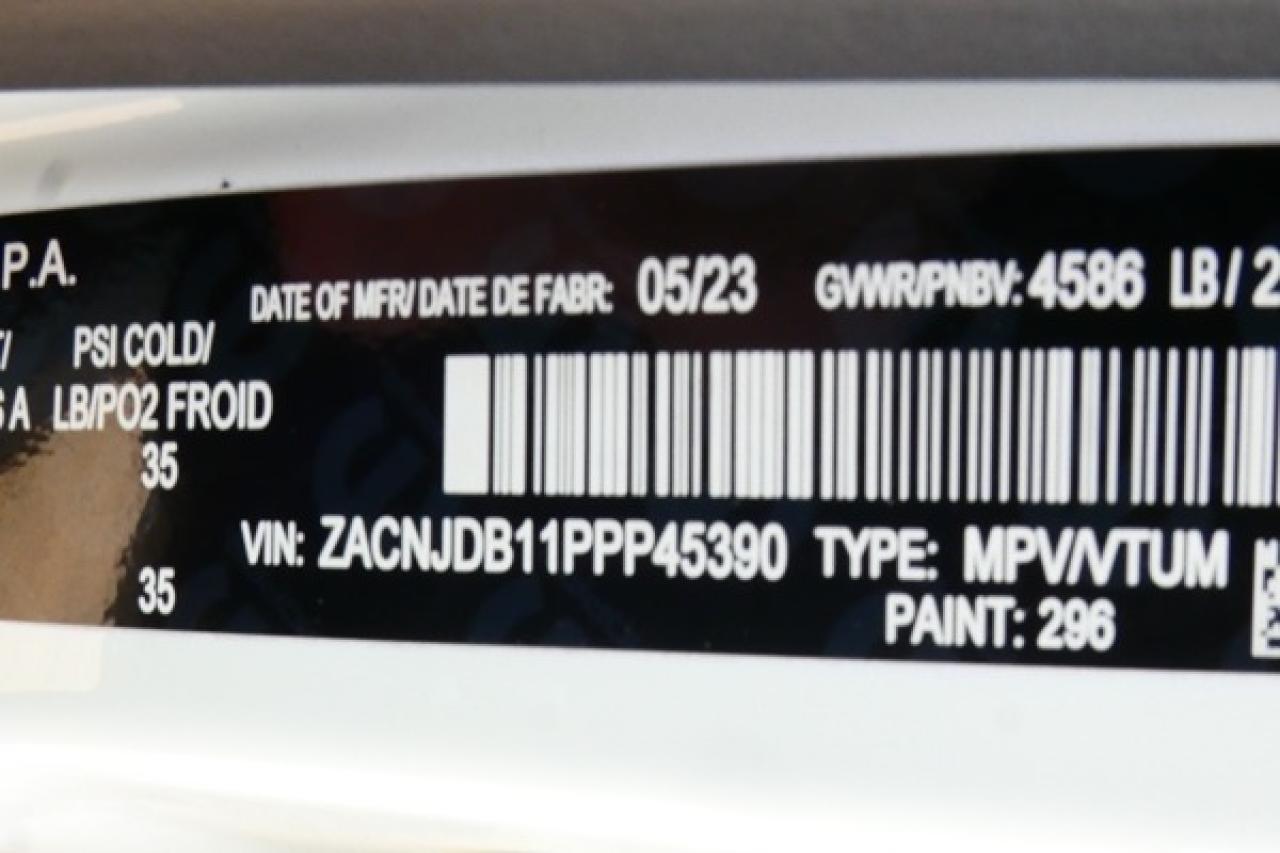 P.A.
DATE OF MFR/ DATE DE FABR: 05/23 GVWR/PNBV: 4586 LB / 2
PSI COLD/
A LB/PO2 FROID
35
35
VIN: ZACNJDB11PPP45390 TYPE: MPV/VTUM
PAINT: 296